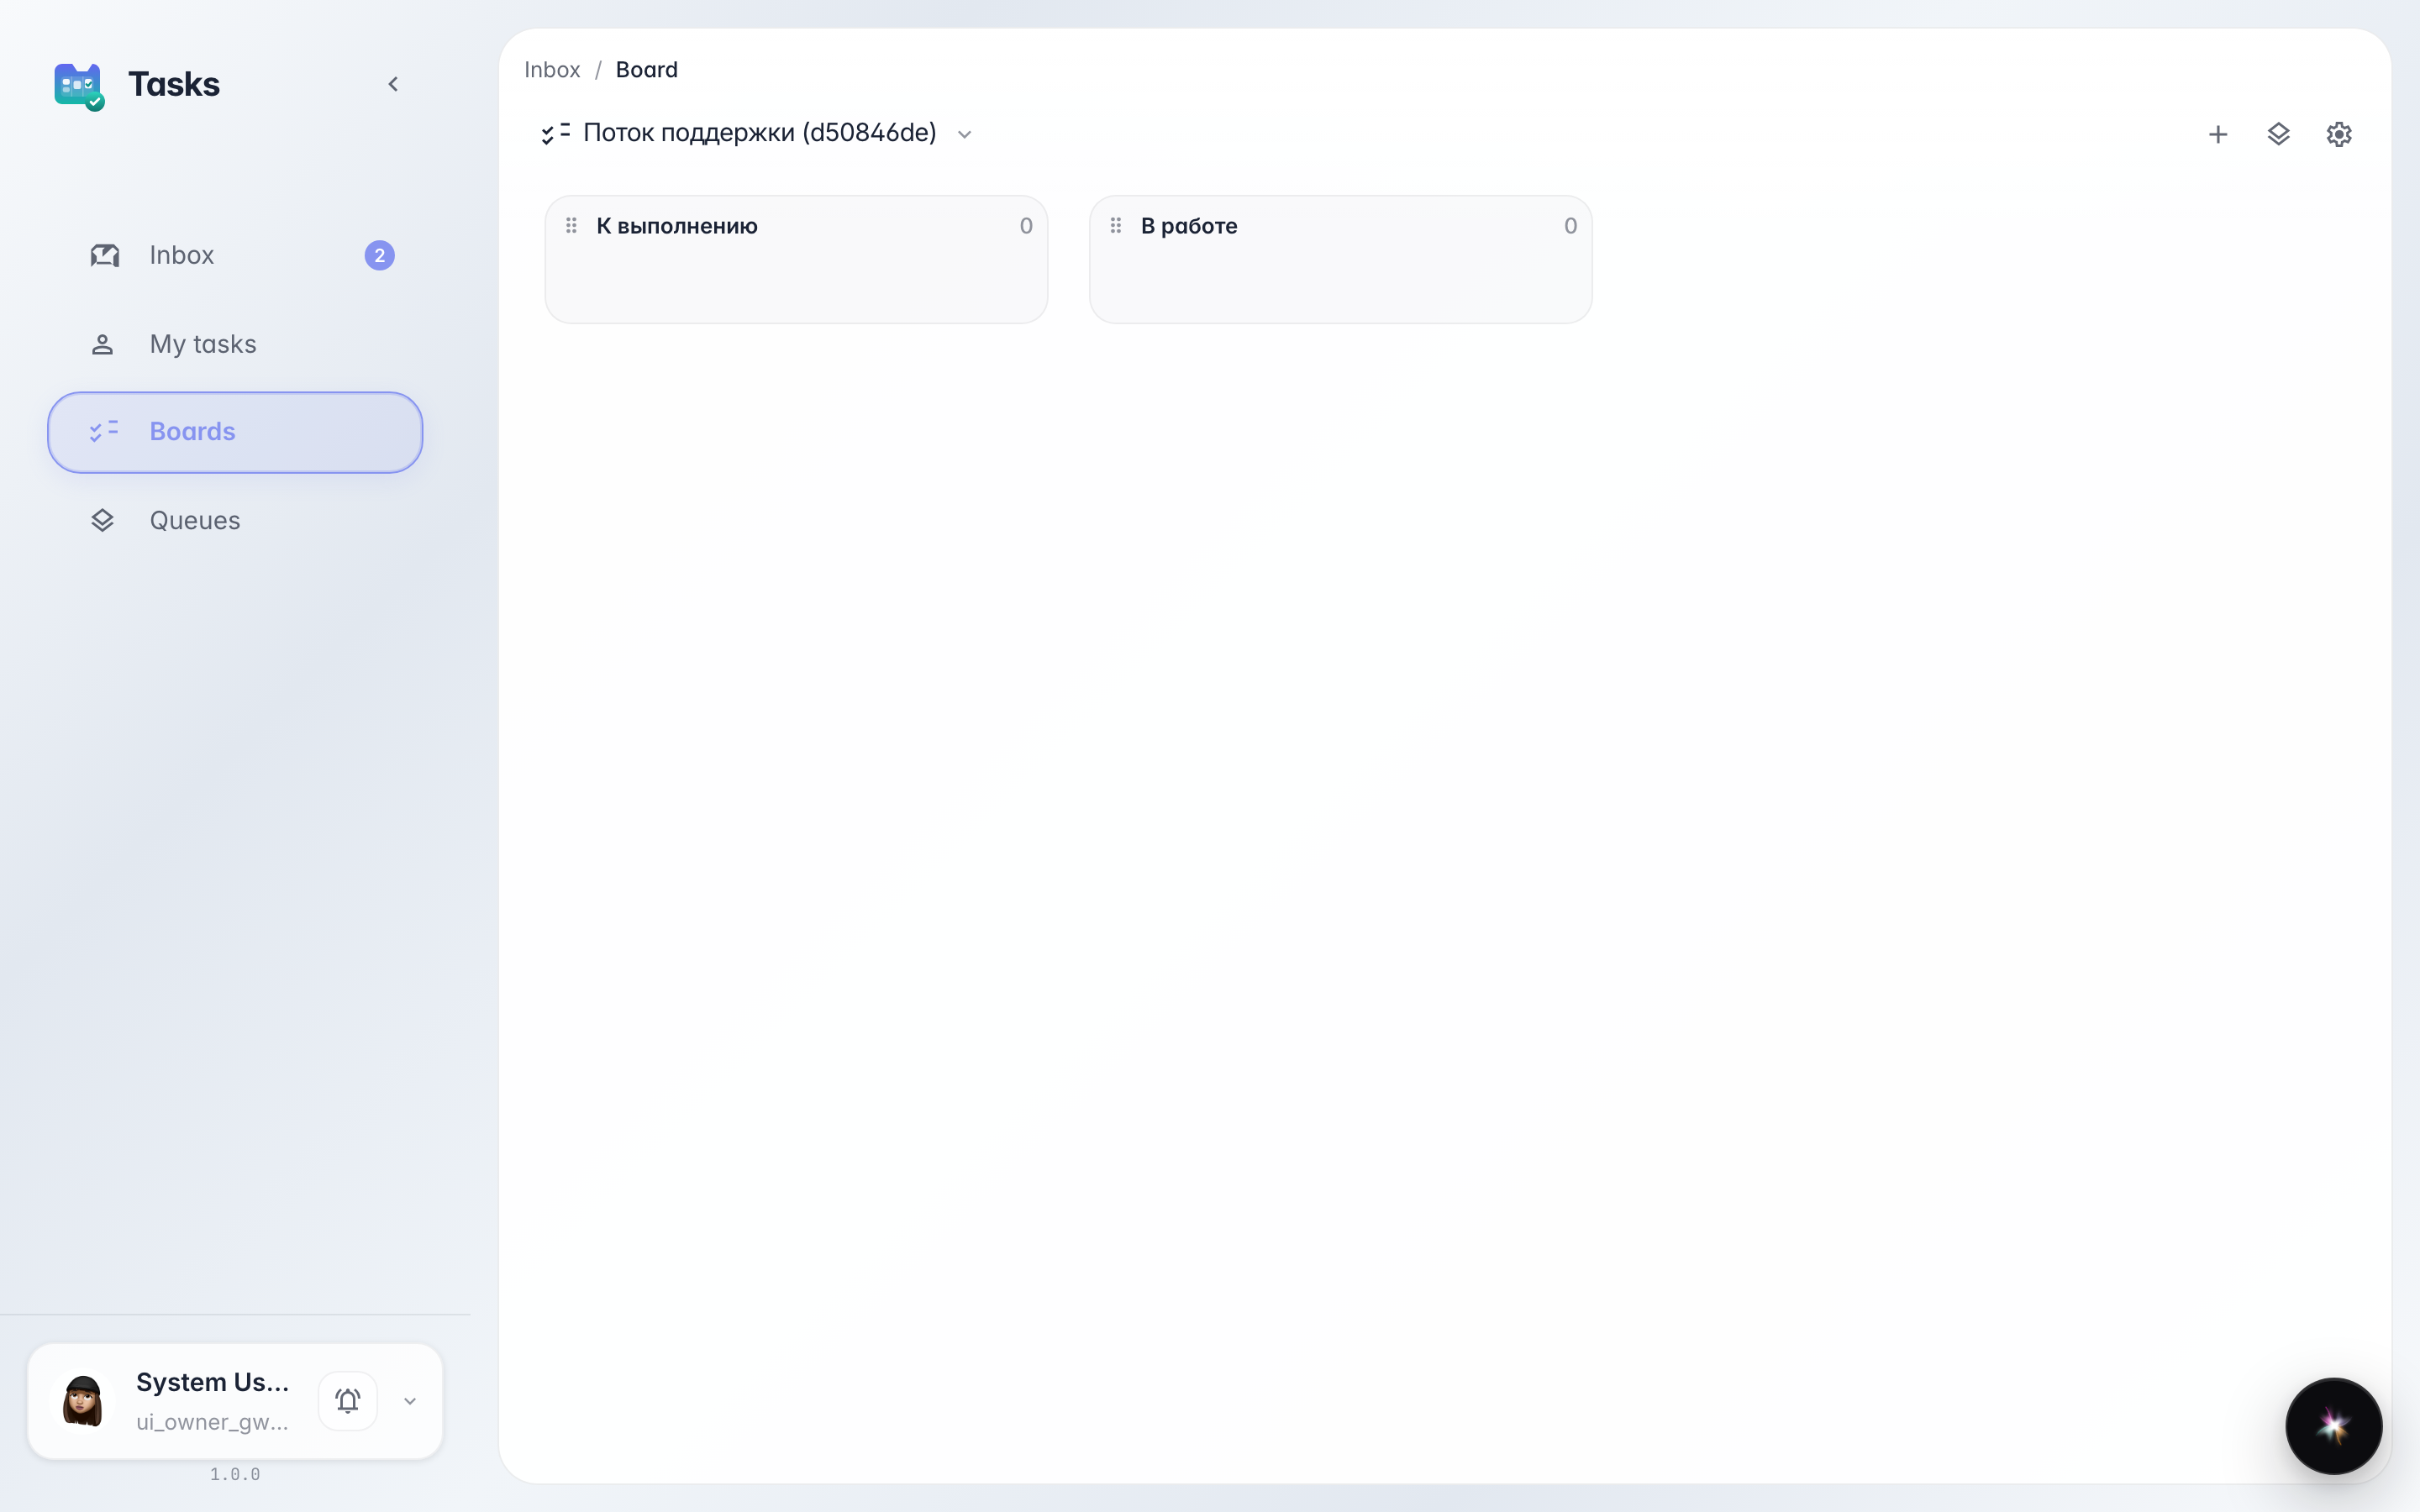 Tasks
Inbox 2
My tasks
Boards
Queues
System Us...
ui_owner_gw...
1.0.0
Inbox / Board
Поток поддержки (d50846de)
К выполнению 0
В работе 0